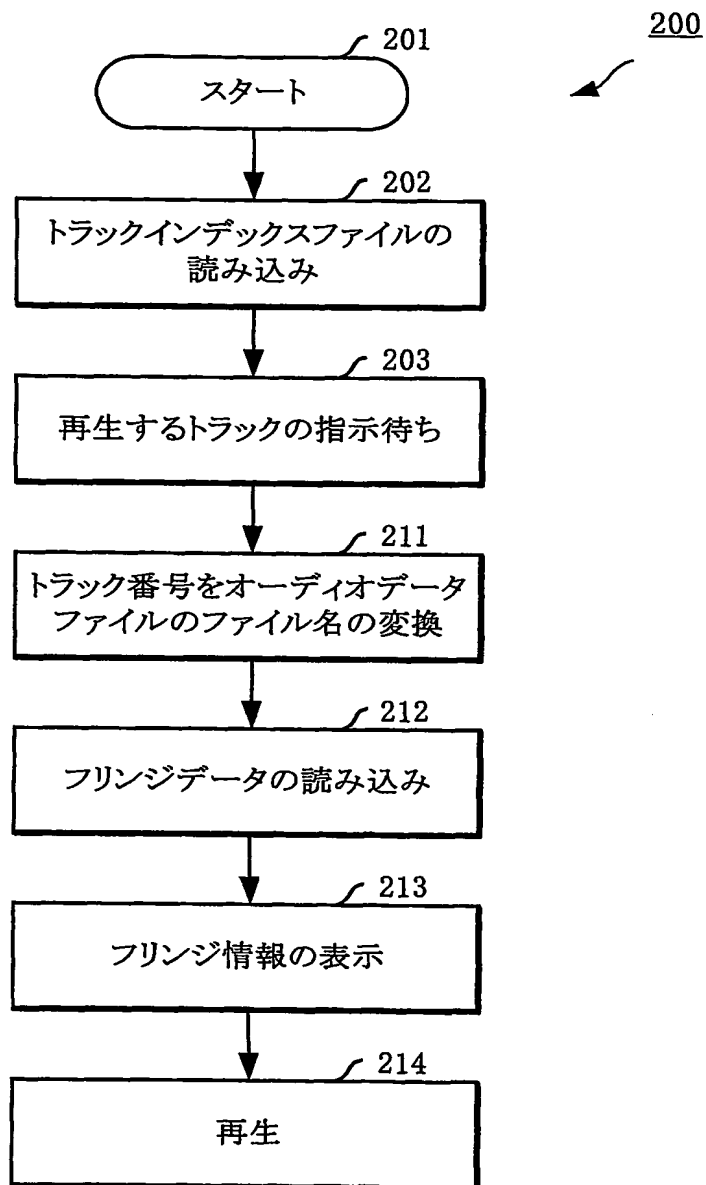 200
201
スタート
202
トラックインデックスファイルの
読み込み
203
再生するトラックの指示待ち
211
トラック番号をオーディオデータ
ファイルのファイル名の変換
212
フリンジデータの読み込み
213
フリンジ情報の表示
214
再生